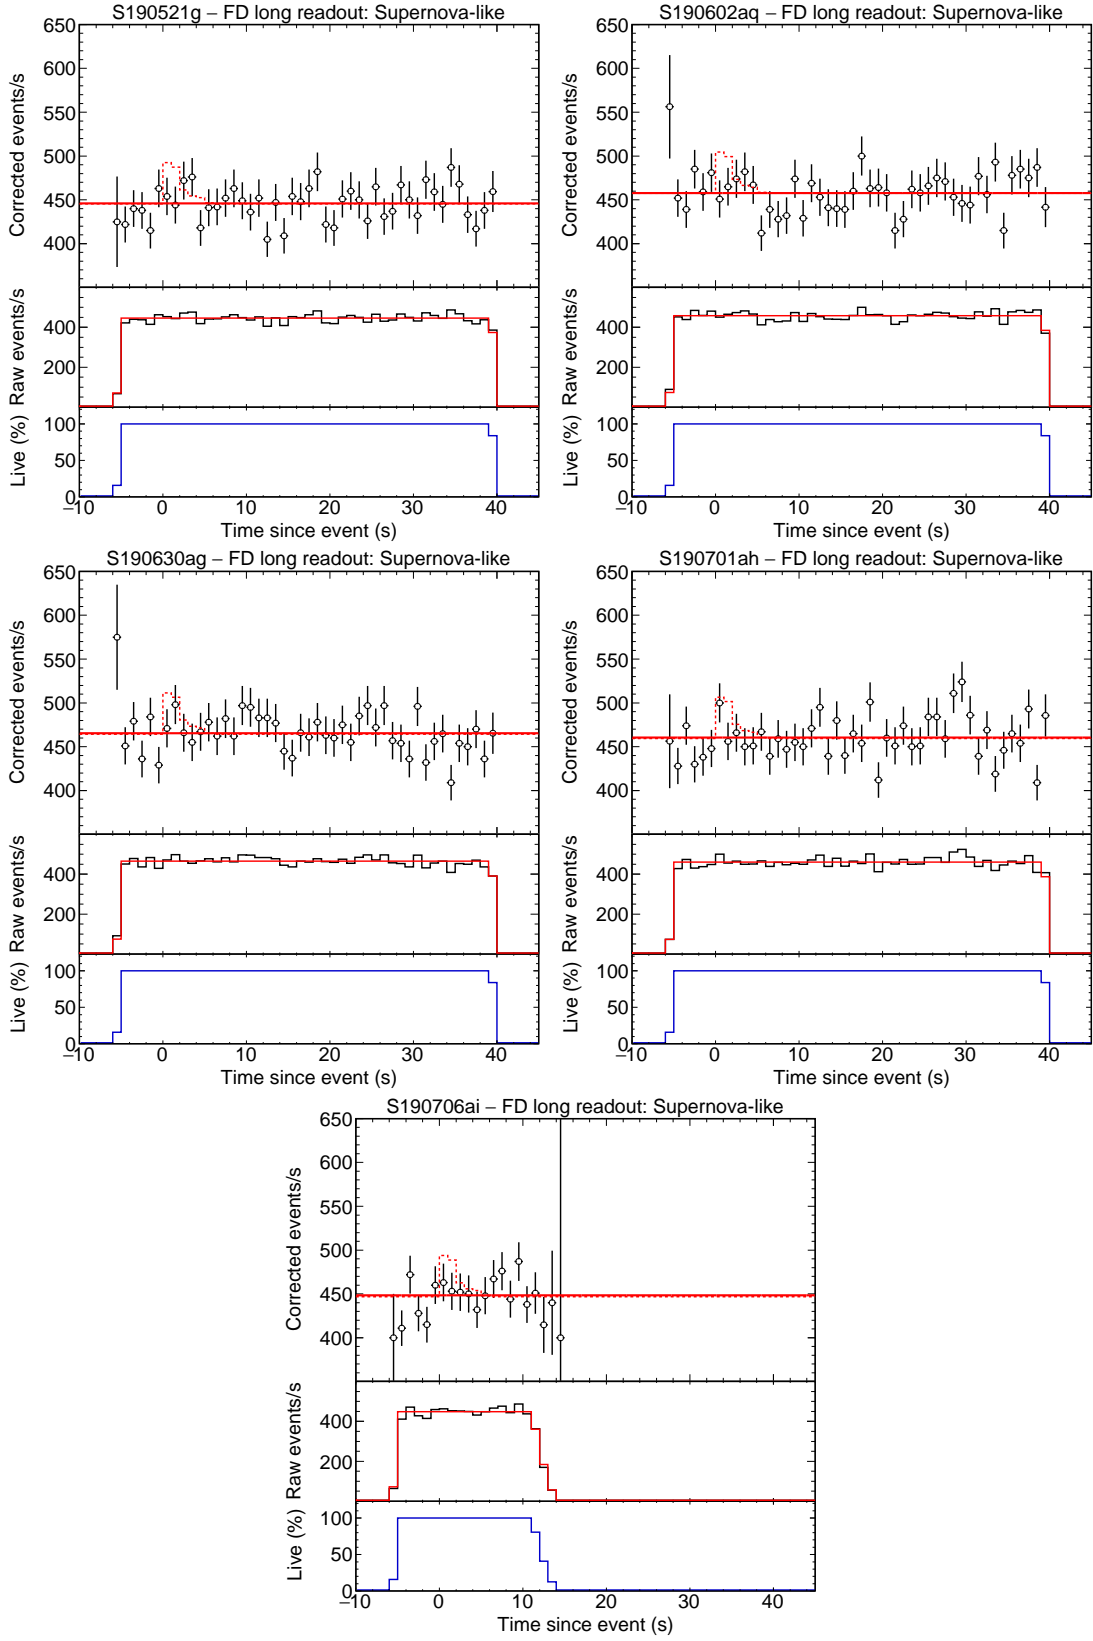 S190521g – FD long readout: Supernova-like
Corrected events/s
650
600
550
500
450
400
Raw events/s
400
200
Live (%)
100
50
0
−10 0 10 20 30 40
Time since event (s)
S190602aq – FD long readout: Supernova-like
Corrected events/s
650
600
550
500
450
400
Raw events/s
400
200
Live (%)
100
50
0
−10 0 10 20 30 40
Time since event (s)
S190630ag – FD long readout: Supernova-like
Corrected events/s
650
600
550
500
450
400
Raw events/s
400
200
Live (%)
100
50
0
−10 0 10 20 30 40
Time since event (s)
S190701ah – FD long readout: Supernova-like
Corrected events/s
650
600
550
500
450
400
Raw events/s
400
200
Live (%)
100
50
0
−10 0 10 20 30 40
Time since event (s)
S190706ai – FD long readout: Supernova-like
Corrected events/s
650
600
550
500
450
400
Raw events/s
400
200
Live (%)
100
50
0
−10 0 10 20 30 40
Time since event (s)